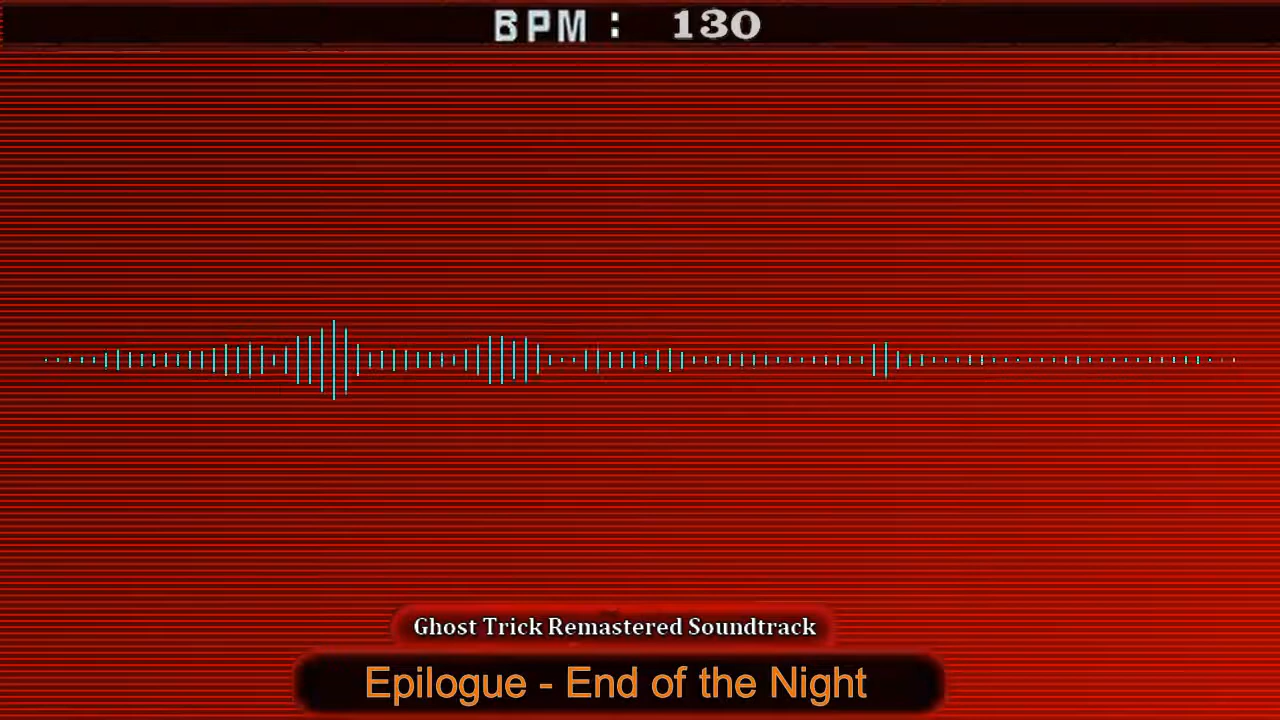 BPM : 130
Ghost Trick Remastered Soundtrack
Epilogue - End of the Night